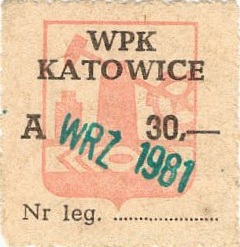 WPK
KATOWICE
A WRZ 1981 30,—
Nr leg. ....................